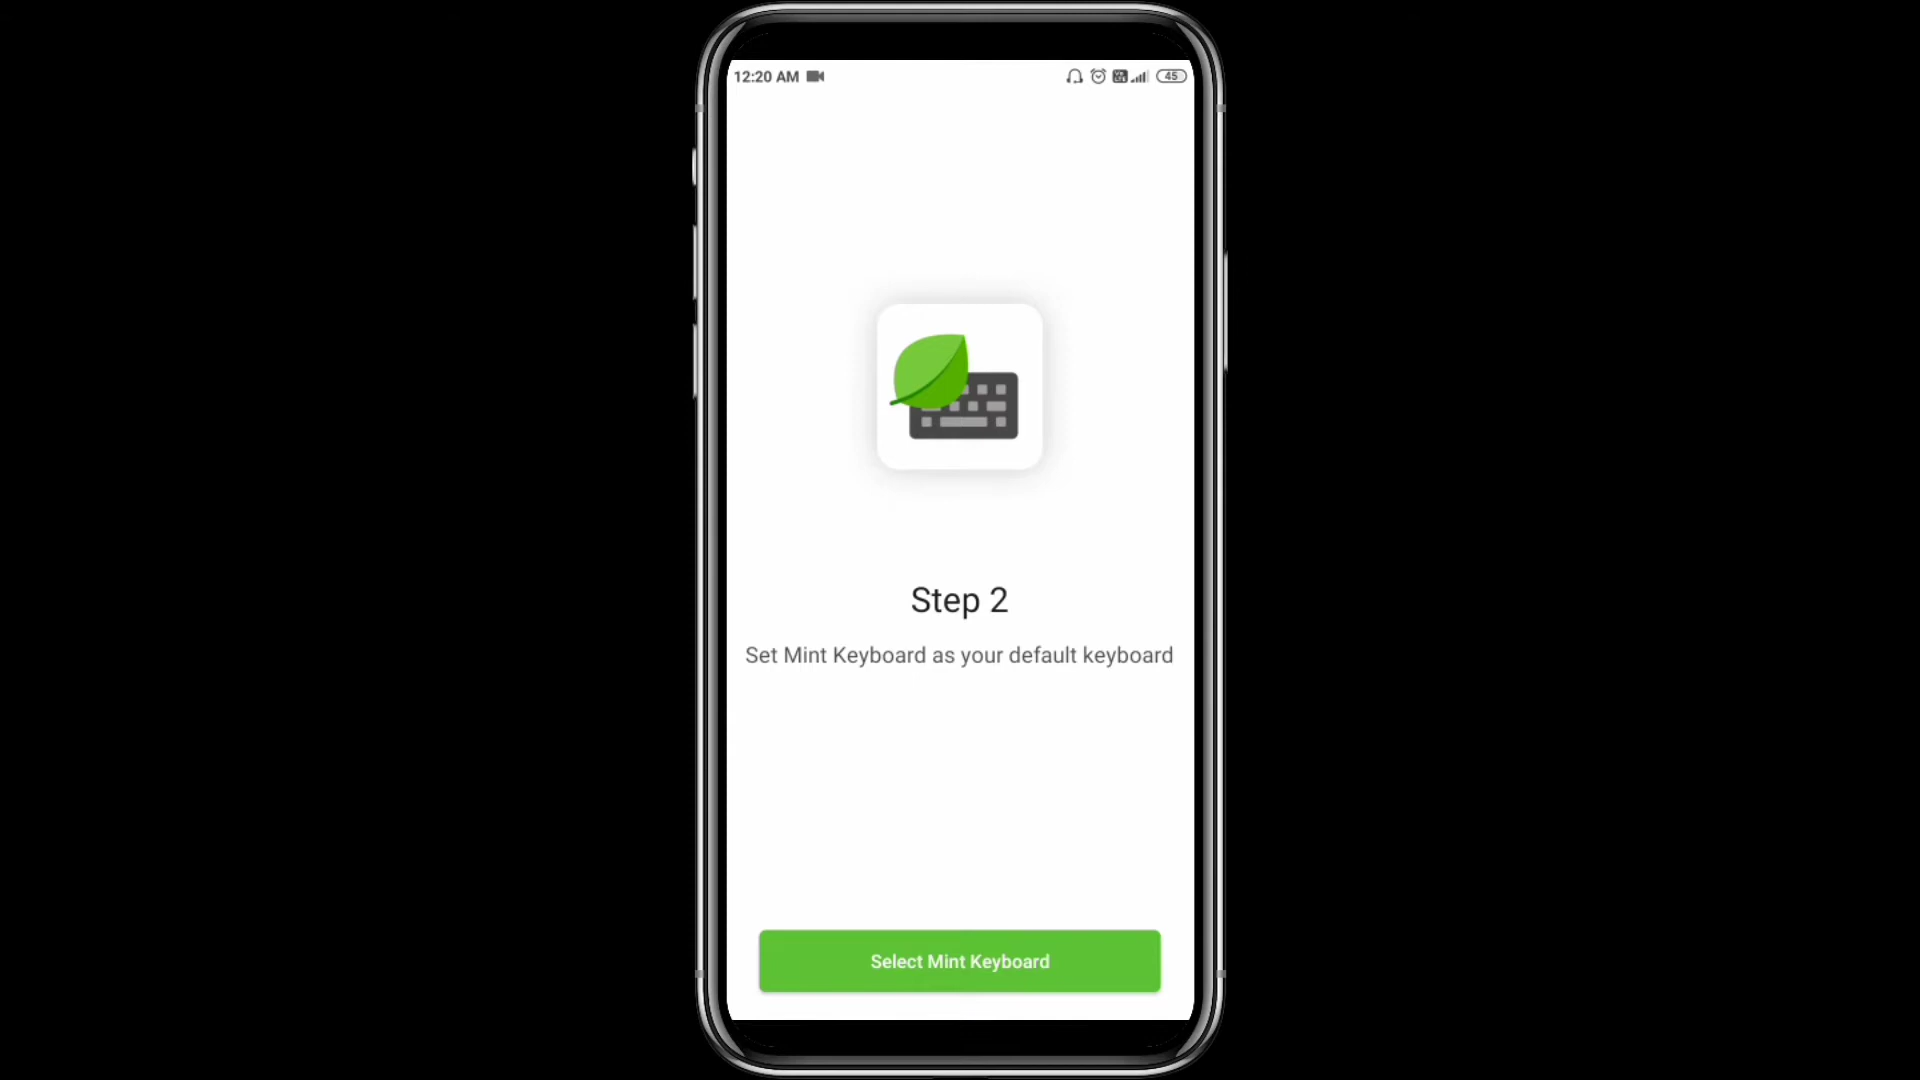 12:20 AM
45
Step 2
Set Mint Keyboard as your default keyboard
Select Mint Keyboard